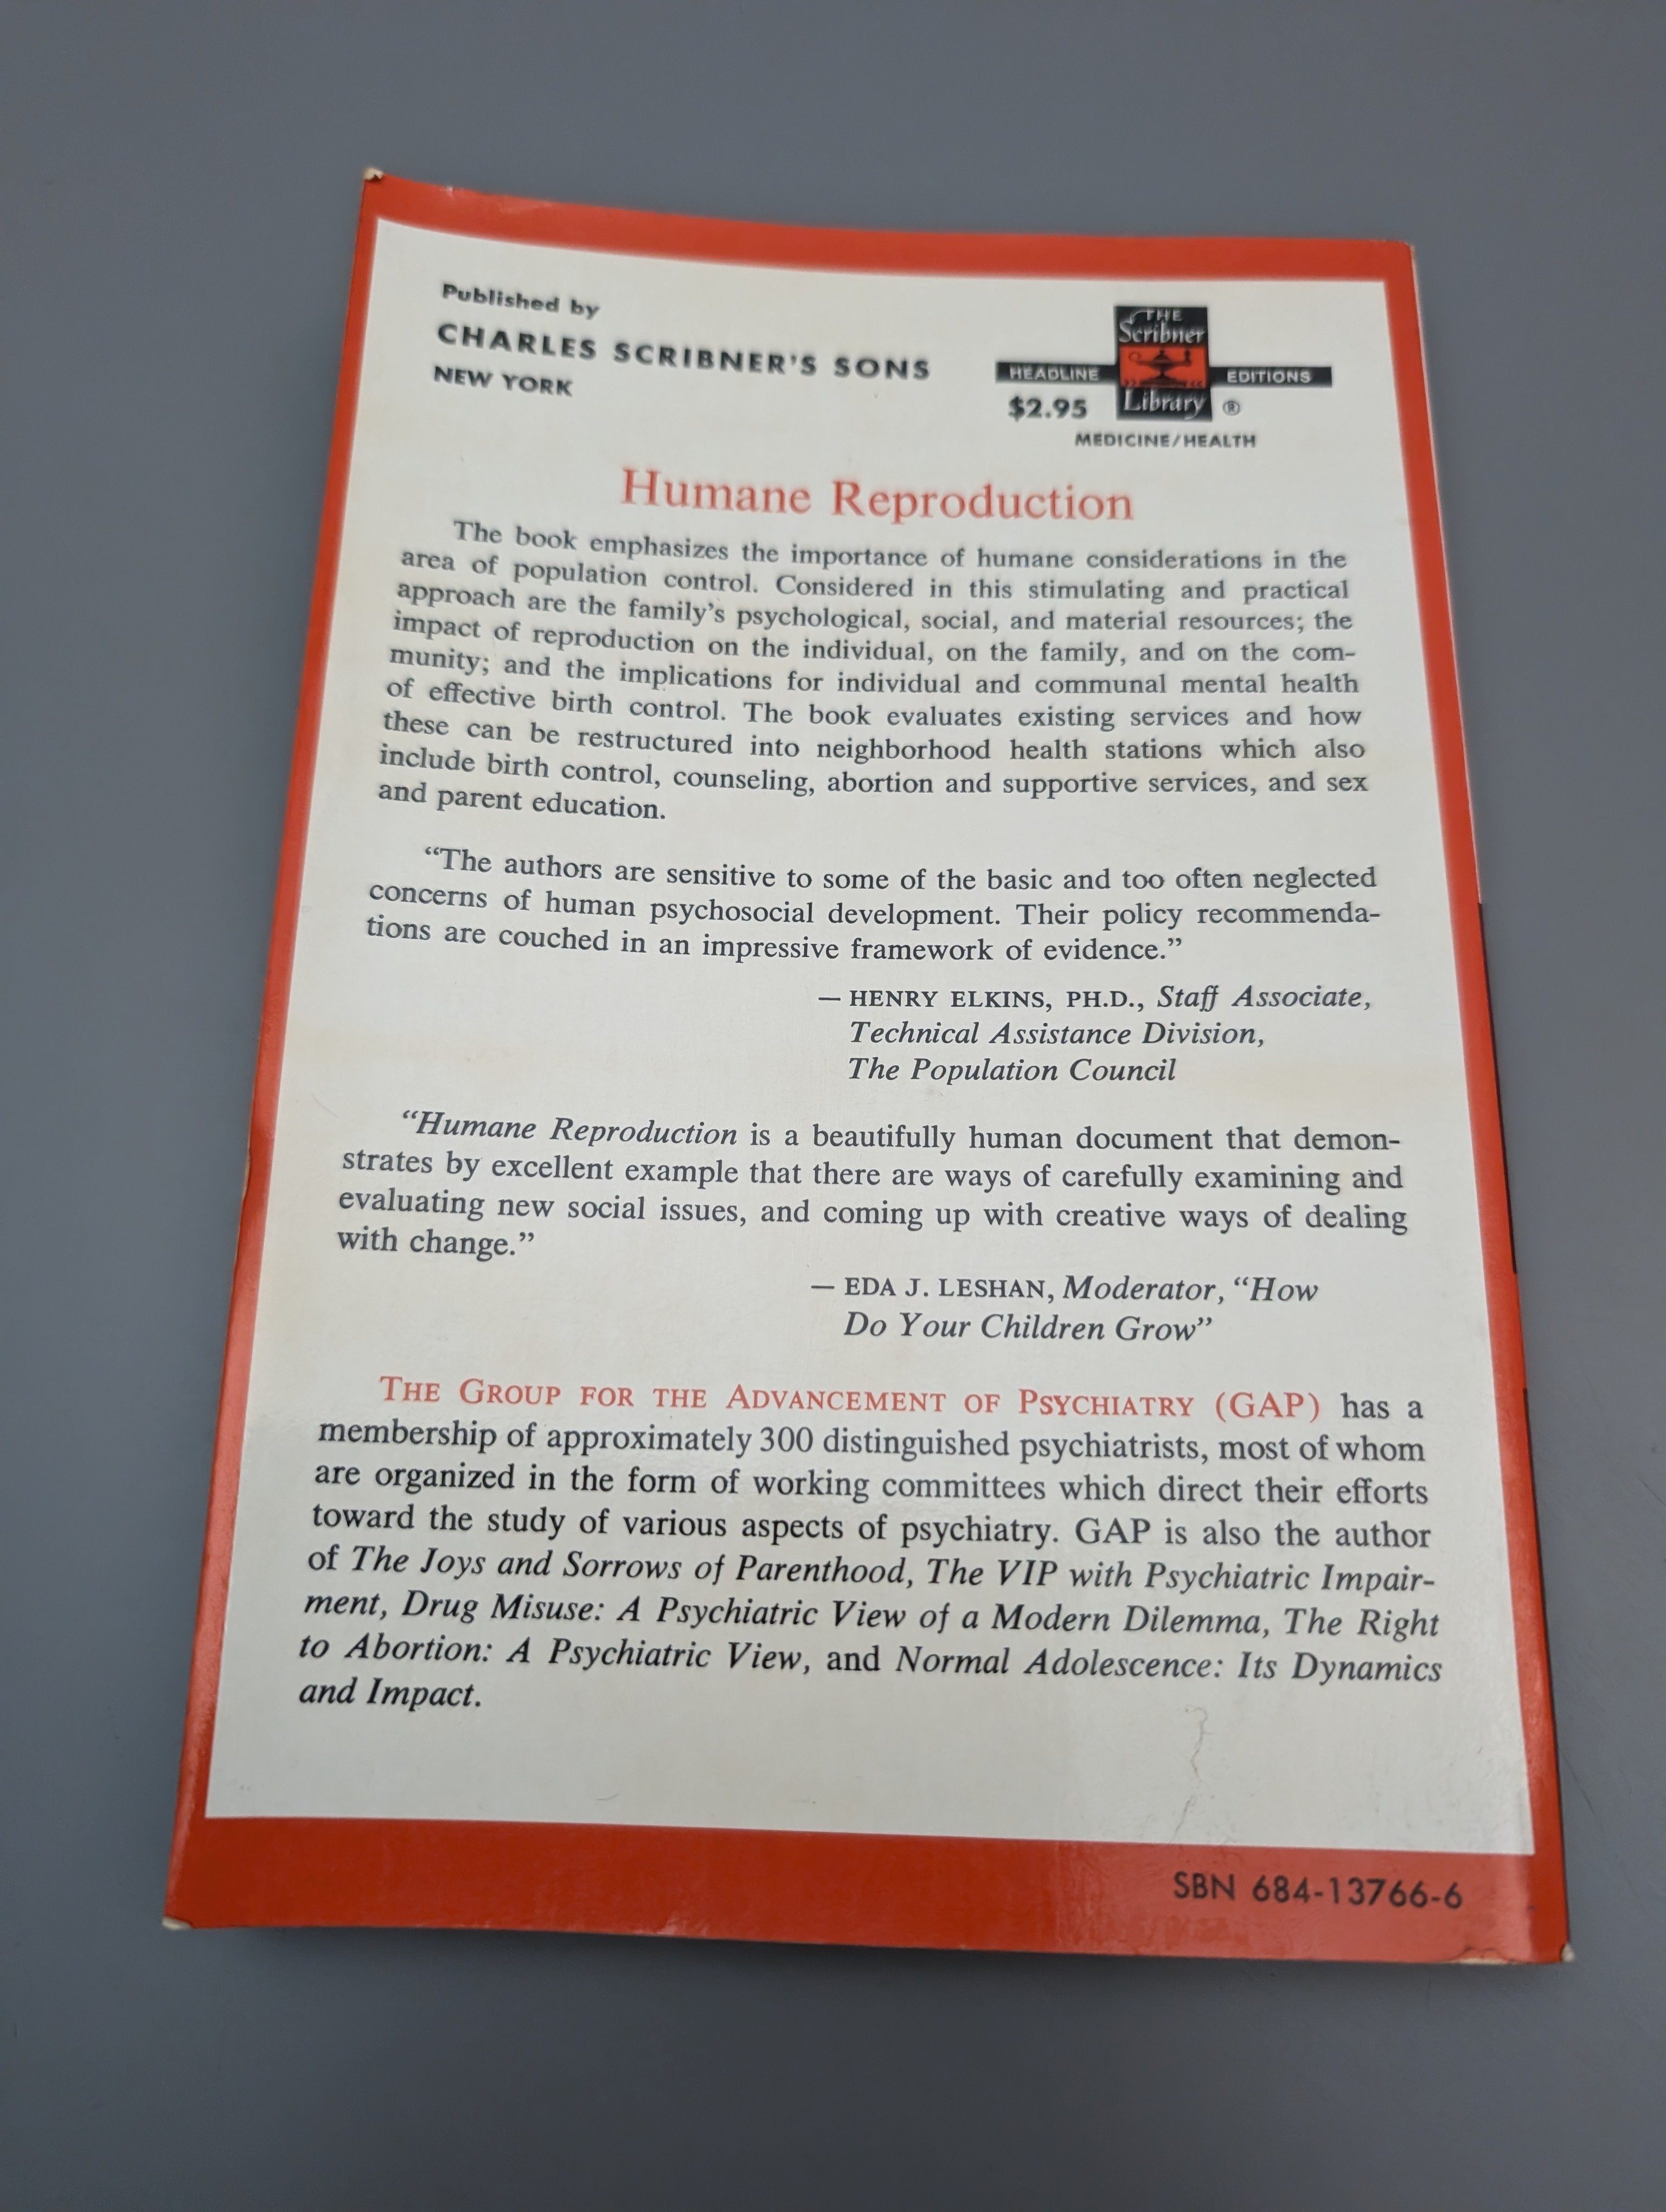 Published by
CHARLES SCRIBNER'S SONS
NEW YORK
THE
Scribner
HEADLINE EDITIONS
$2.95 Library ®
MEDICINE/HEALTH
Humane Reproduction
The book emphasizes the importance of humane considerations in the
area of population control. Considered in this stimulating and practical
approach are the family's psychological, social, and material resources; the
impact of reproduction on the individual, on the family, and on the com-
munity; and the implications for individual and communal mental health
of effective birth control. The book evaluates existing services and how
these can be restructured into neighborhood health stations which also
include birth control, counseling, abortion and supportive services, and sex
and parent education.
“The authors are sensitive to some of the basic and too often neglected
concerns of human psychosocial development. Their policy recommenda-
tions are couched in an impressive framework of evidence.”
— HENRY ELKINS, PH.D., Staff Associate,
Technical Assistance Division,
The Population Council
“Humane Reproduction is a beautifully human document that demon-
strates by excellent example that there are ways of carefully examining and
evaluating new social issues, and coming up with creative ways of dealing
with change.”
— EDA J. LESHAN, Moderator, “How
Do Your Children Grow”
THE GROUP FOR THE ADVANCEMENT OF PSYCHIATRY (GAP) has a
membership of approximately 300 distinguished psychiatrists, most of whom
are organized in the form of working committees which direct their efforts
toward the study of various aspects of psychiatry. GAP is also the author
of The Joys and Sorrows of Parenthood, The VIP with Psychiatric Impair-
ment, Drug Misuse: A Psychiatric View of a Modern Dilemma, The Right
to Abortion: A Psychiatric View, and Normal Adolescence: Its Dynamics
and Impact.
SBN 684-13766-6